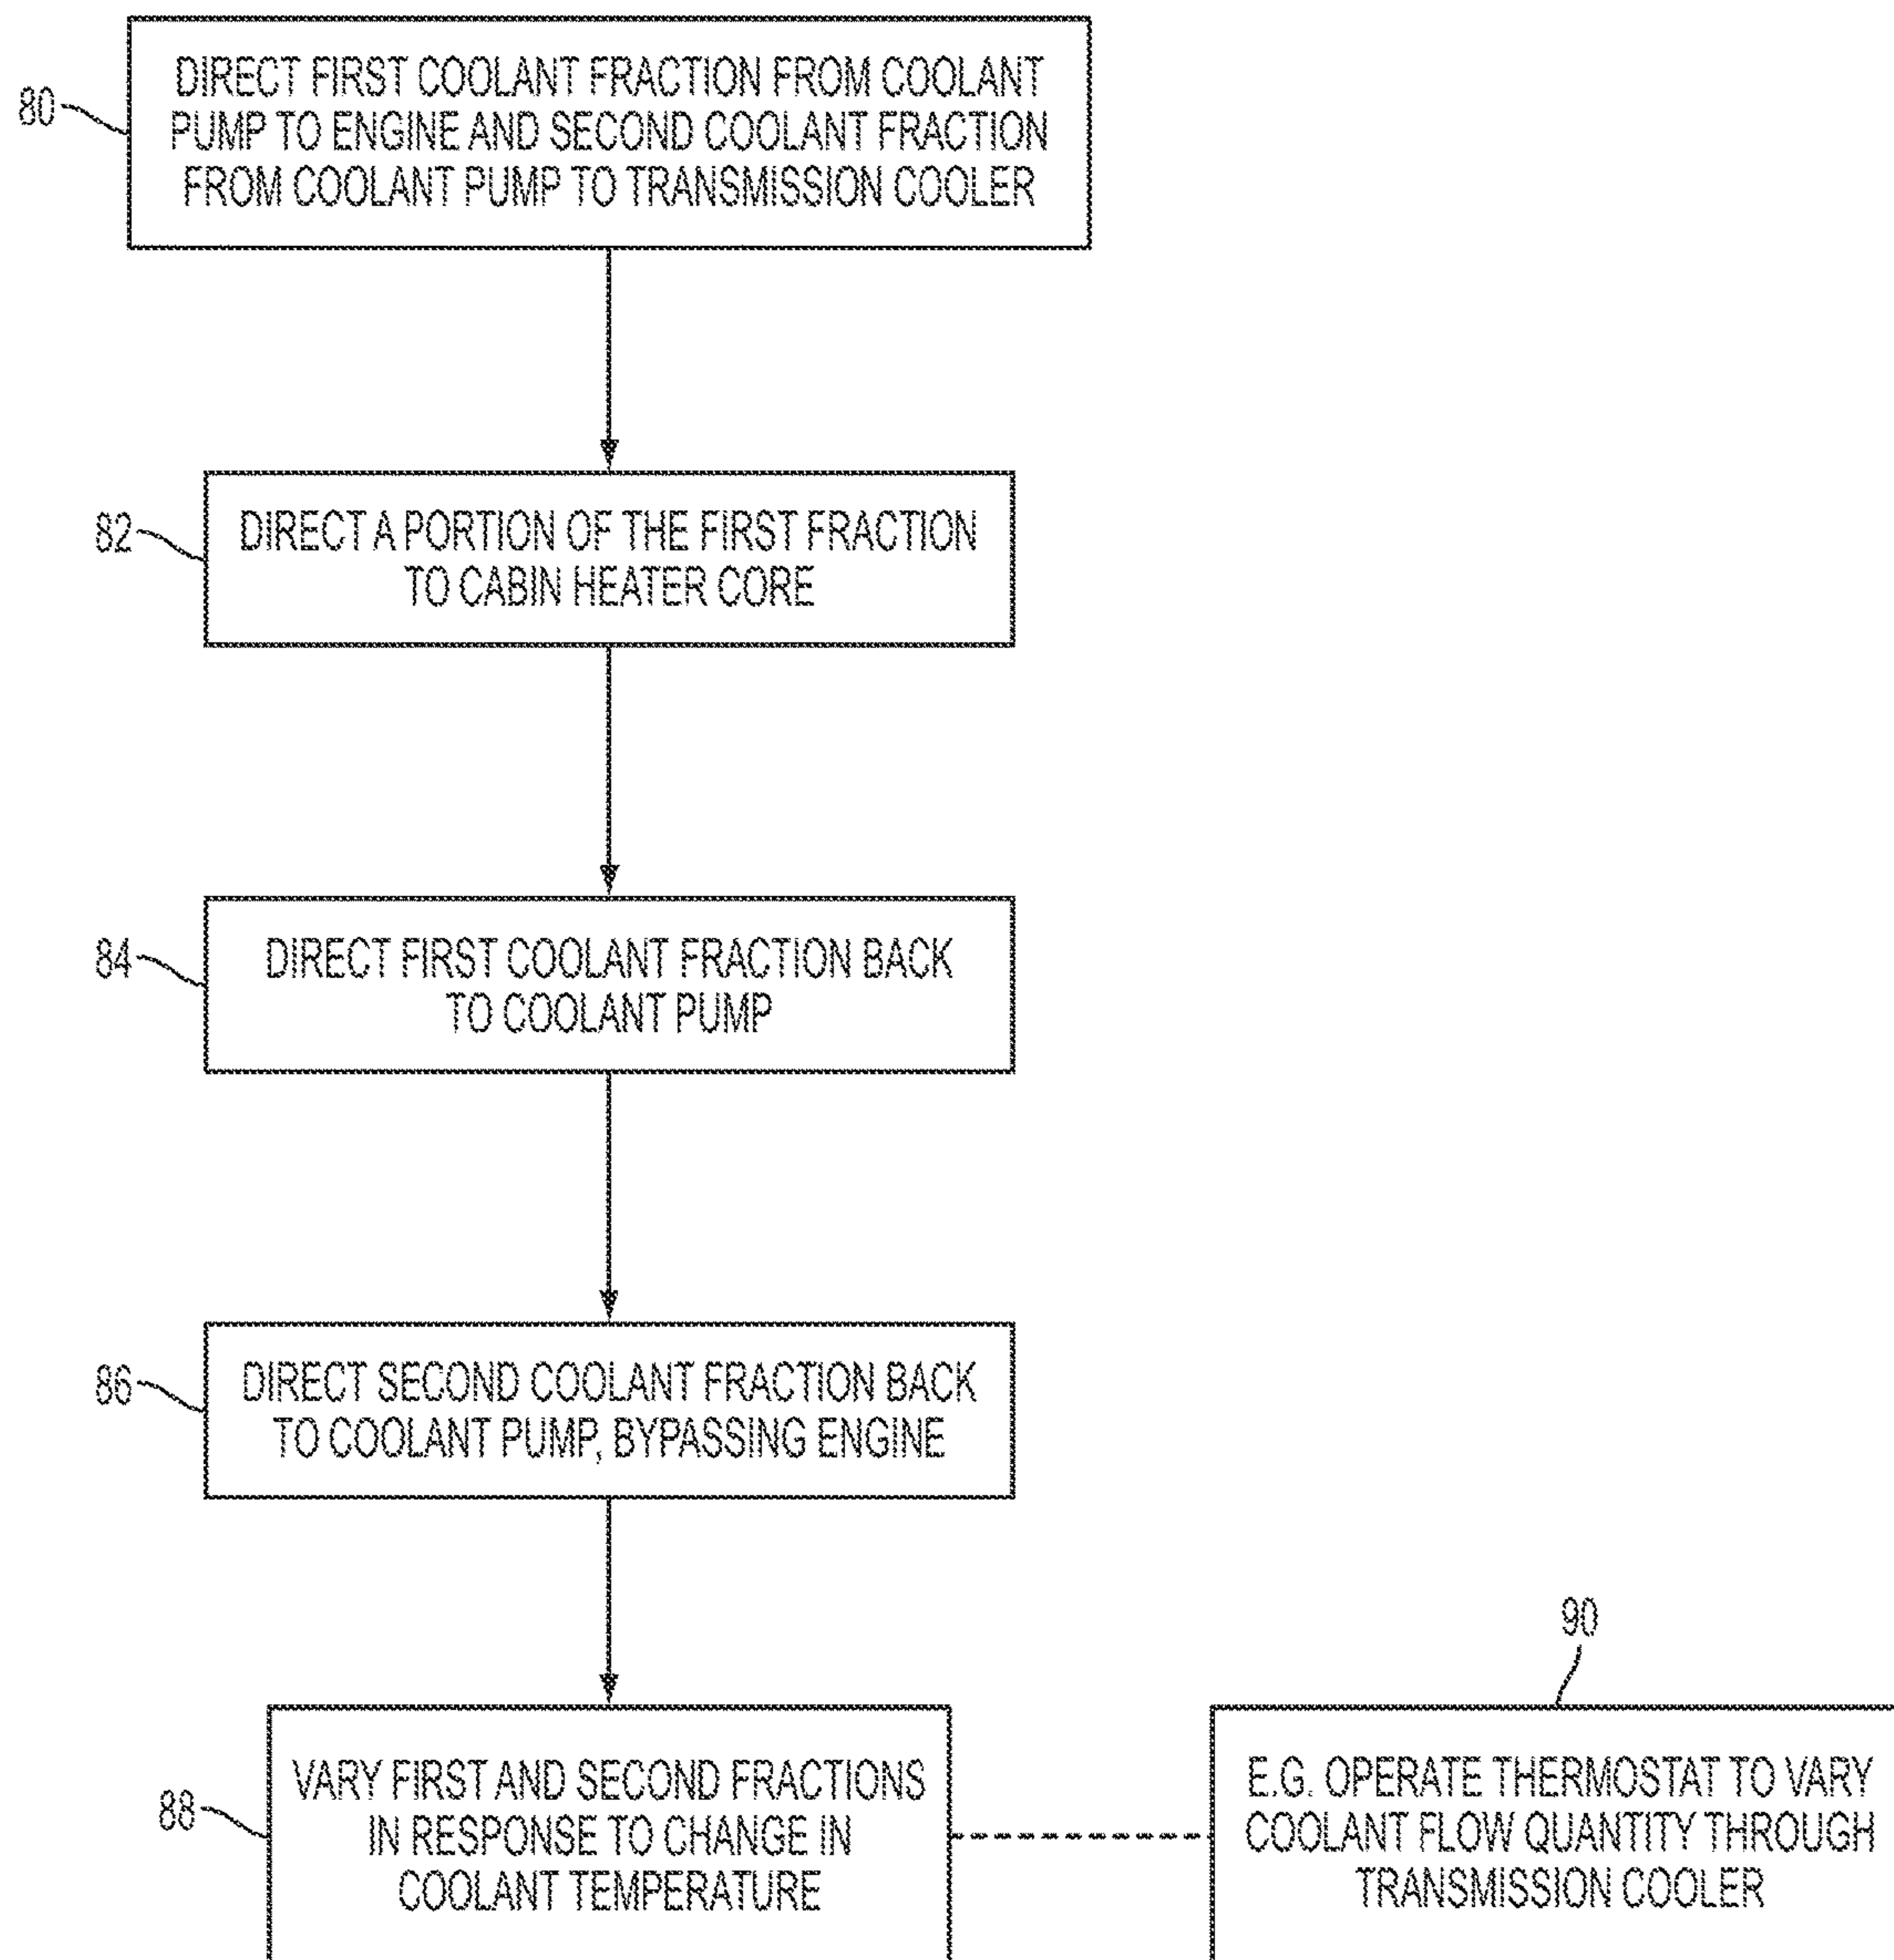 80
DIRECT FIRST COOLANT FRACTION FROM COOLANT
PUMP TO ENGINE AND SECOND COOLANT FRACTION
FROM COOLANT PUMP TO TRANSMISSION COOLER
82
DIRECT A PORTION OF THE FIRST FRACTION
TO CABIN HEATER CORE
84
DIRECT FIRST COOLANT FRACTION BACK
TO COOLANT PUMP
86
DIRECT SECOND COOLANT FRACTION BACK
TO COOLANT PUMP, BYPASSING ENGINE
88
VARY FIRST AND SECOND FRACTIONS
IN RESPONSE TO CHANGE IN
COOLANT TEMPERATURE
90
E.G. OPERATE THERMOSTAT TO VARY
COOLANT FLOW QUANTITY THROUGH
TRANSMISSION COOLER